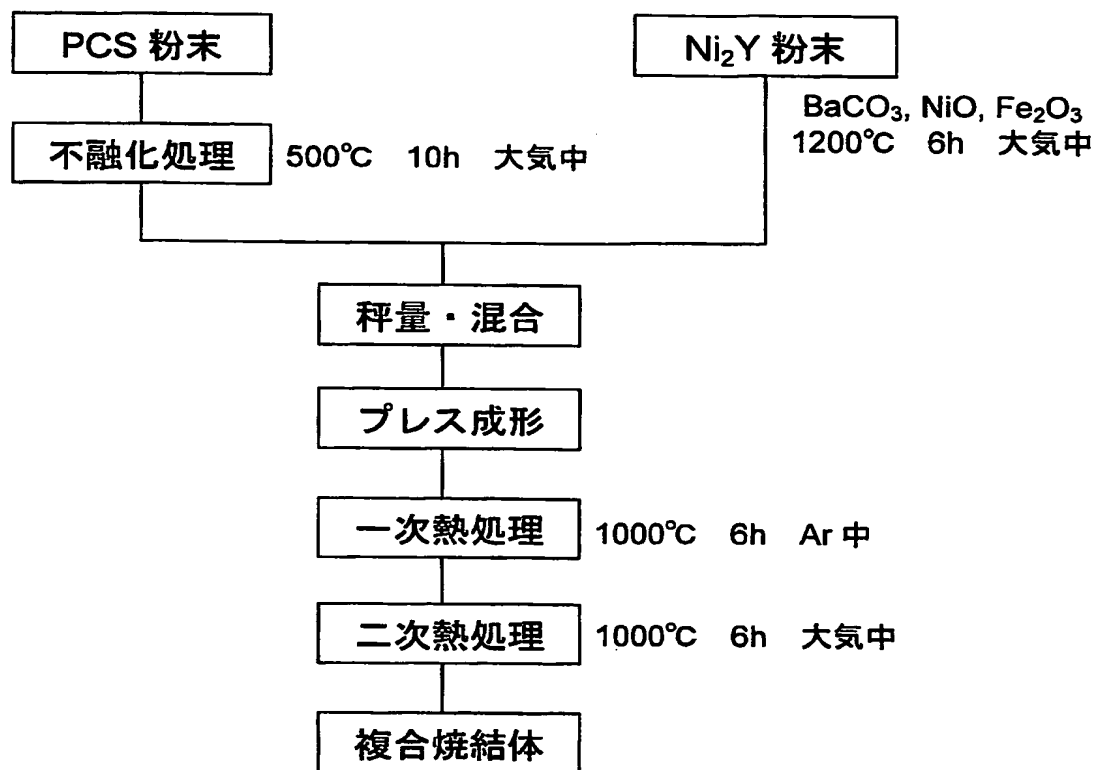 PCS 粉末
Ni₂Y 粉末
BaCO₃, NiO, Fe₂O₃
1200℃ 6h 大気中
不融化処理
500℃ 10h 大気中
秤量・混合
プレス成形
一次熱処理
1000℃ 6h Ar 中
二次熱処理
1000℃ 6h 大気中
複合焼結体